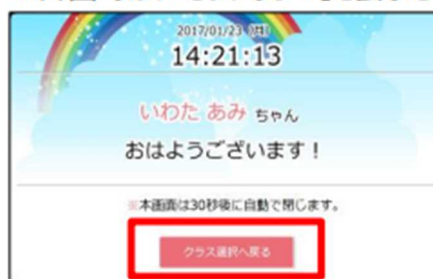 2017/01/23 (月)
14:21:13
いわた あみ ちゃん
おはようございます！
※本画面は30秒後に自動で閉じます。
クラス選択へ戻る